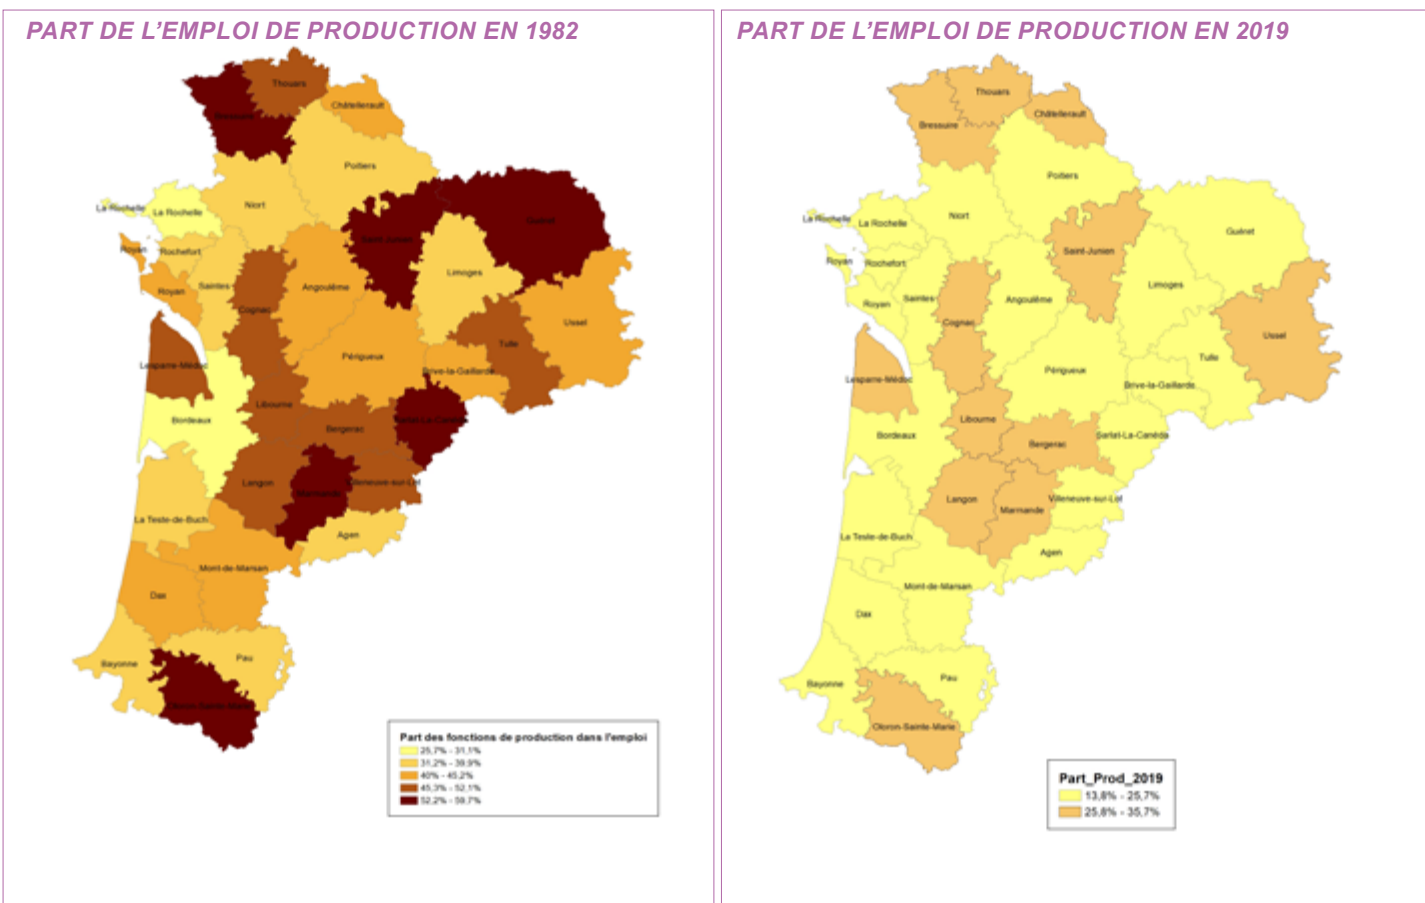 PART DE L'EMPLOI DE PRODUCTION EN 1982
Thouars
Bressuire
Châtellerault
Poitiers
Niort
La Rochelle
La Rochelle
Guéret
Saint-Junien
Royan
Rochefort
Limoges
Royan
Saintes
Angoulême
Cognac
Ussel
Tulle
Périgueux
Lesparre-Médoc
Brive-la-Gaillarde
Libourne
Bordeaux
Bergerac
Sarlat-La-Canéda
Langon
Marmande
Villeneuve-sur-Lot
La Teste-de-Buch
Agen
Mont-de-Marsan
Dax
Bayonne
Pau
Oloron-Sainte-Marie
Part des fonctions de production dans l'emploi
25,7% - 31,1%
31,2% - 39,9%
40% - 45,2%
45,3% - 52,1%
52,2% - 59,7%
PART DE L'EMPLOI DE PRODUCTION EN 2019
Thouars
Châtellerault
Bressuire
Poitiers
Niort
La Rochelle
La Rochelle
Guéret
Saint-Junien
Royan
Rochefort
Limoges
Royan
Saintes
Angoulême
Cognac
Ussel
Tulle
Périgueux
Lesparre-Médoc
Brive-la-Gaillarde
Libourne
Bordeaux
Bergerac
Sarlat-La-Canéda
Langon
Marmande
Villeneuve-sur-Lot
La Teste-de-Buch
Agen
Mont-de-Marsan
Dax
Bayonne
Pau
Oloron-Sainte-Marie
Part_Prod_2019
13,8% - 25,7%
25,8% - 35,7%